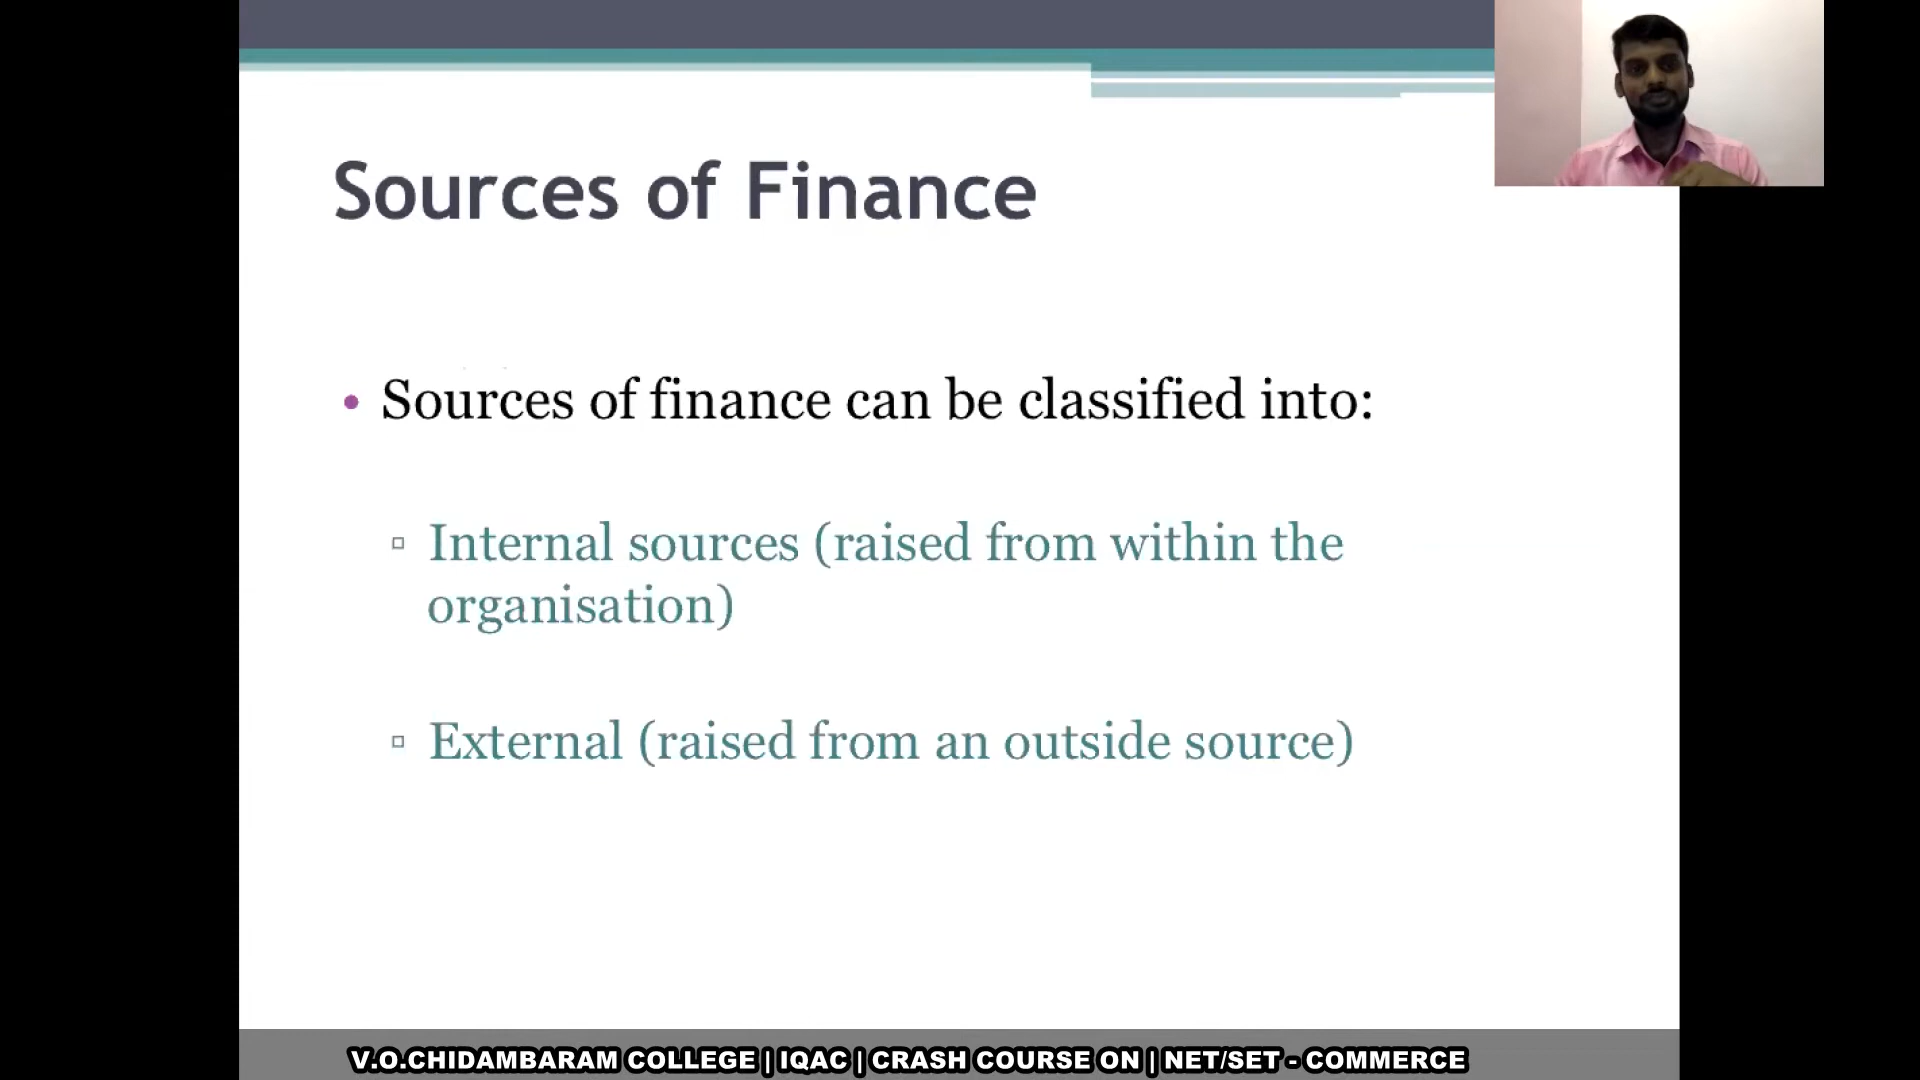 Sources of Finance
• Sources of finance can be classified into:
▫ Internal sources (raised from within the
organisation)
▫ External (raised from an outside source)
V.O.CHIDAMBARAM COLLEGE | IQAC | CRASH COURSE ON | NET/SET - COMMERCE